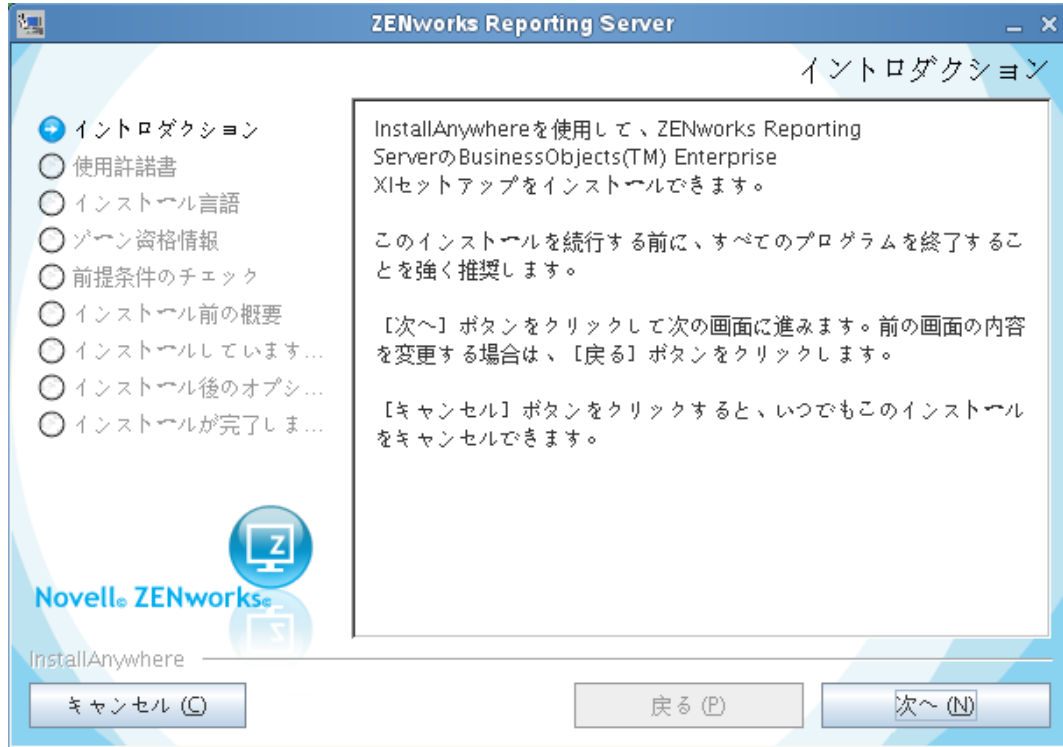 ZENworks Reporting Server
イントロダクション
イントロダクション
使用許諾書
インストール言語
ゾーン資格情報
前提条件のチェック
インストール前の概要
インストールしています...
インストール後のオプシ...
インストールが完了しま...
InstallAnywhereを使用して、ZENworks Reporting
ServerのBusinessObjects(TM) Enterprise
XIセットアップをインストールできます。
このインストールを続行する前に、すべてのプログラムを終了するこ
とを強く推奨します。
［次へ］ボタンをクリックして次の画面に進みます。前の画面の内容
を変更する場合は、［戻る］ボタンをクリックします。
［キャンセル］ボタンをクリックすると、いつでもこのインストール
をキャンセルできます。
Z
Novell® ZENworks®
InstallAnywhere
キャンセル (C)
戻る (P)
次へ (N)